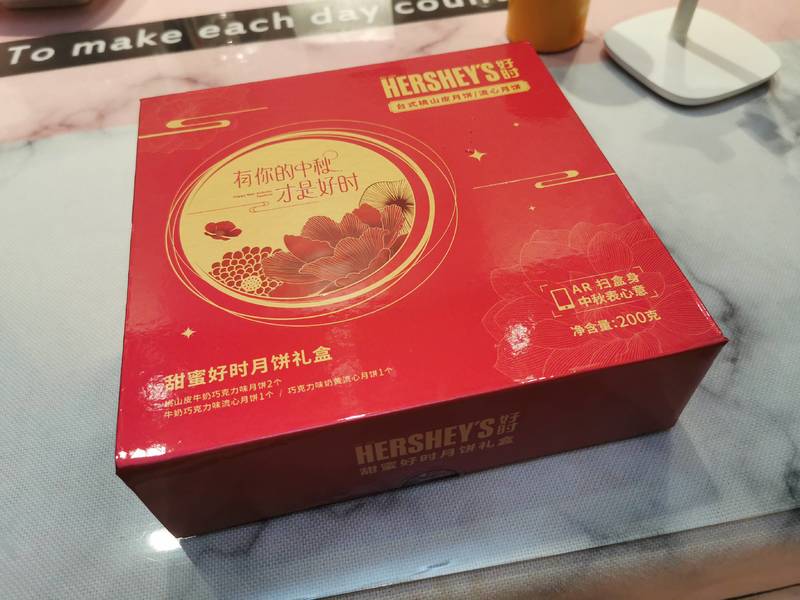 To make each day count
HERSHEY'S 好时
台式桃山皮月饼/流心月饼
有你的中秋
才是好时
AR 扫盒身
中秋表心意
净含量:200克
甜蜜好时月饼礼盒
桃山皮牛奶巧克力味月饼2个
牛奶巧克力味流心月饼1个 / 巧克力味奶黄流心月饼1个
HERSHEY'S 好时
甜蜜好时月饼礼盒